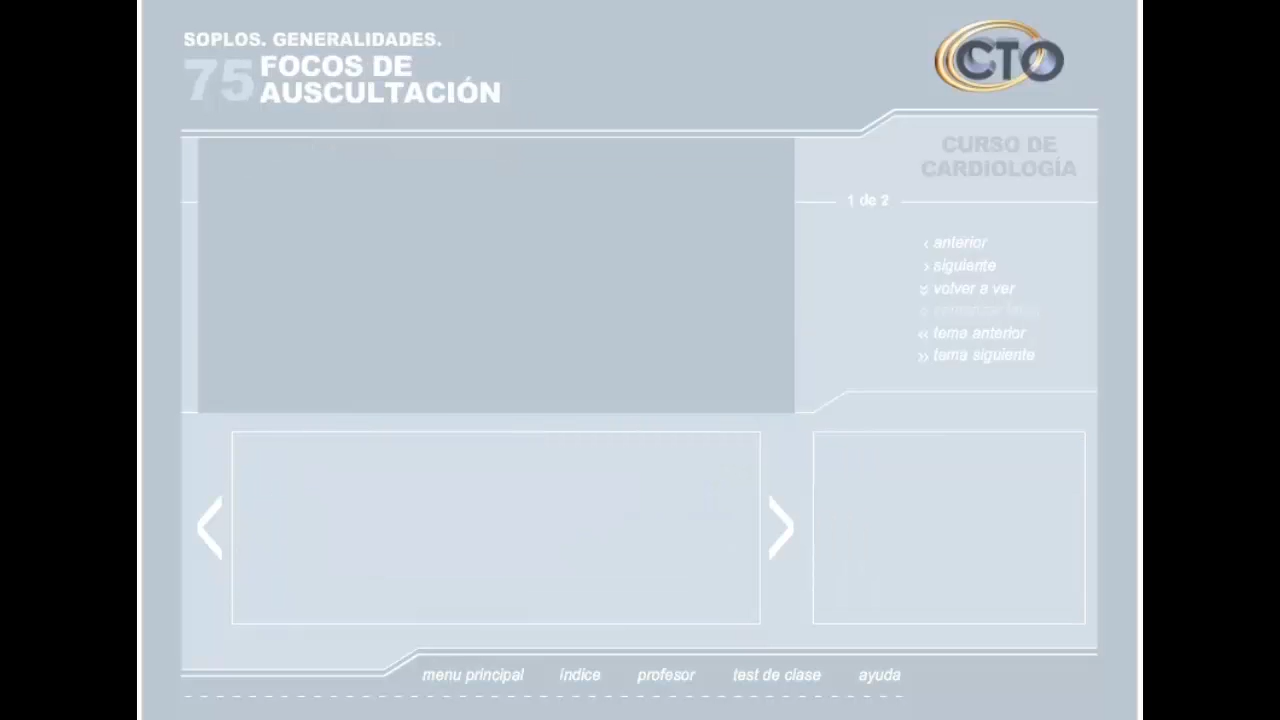 SOPLOS. GENERALIDADES.
75 FOCOS DE
AUSCULTACIÓN
CTO
CURSO DE
CARDIOLOGÍA
1 de 2
‹ anterior
› siguiente
volver a ver
‹‹ tema anterior
›› tema siguiente
menu principal índice profesor test de clase ayuda